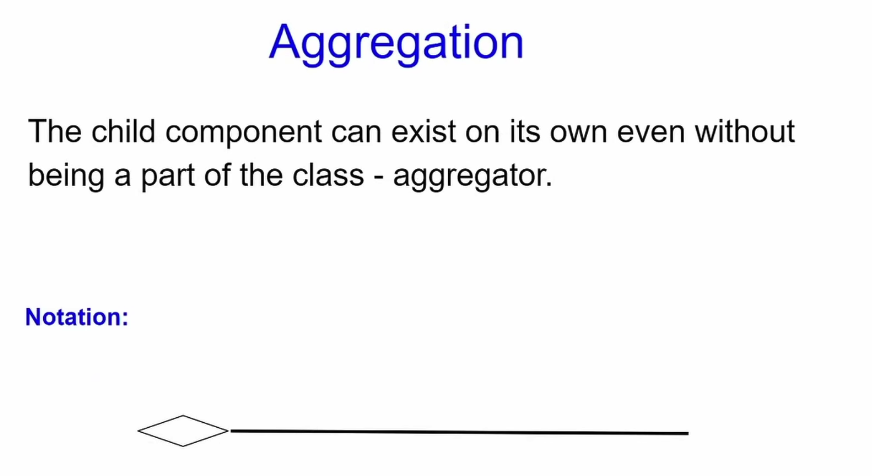 Aggregation
The child component can exist on its own even without
being a part of the class - aggregator.
Notation: